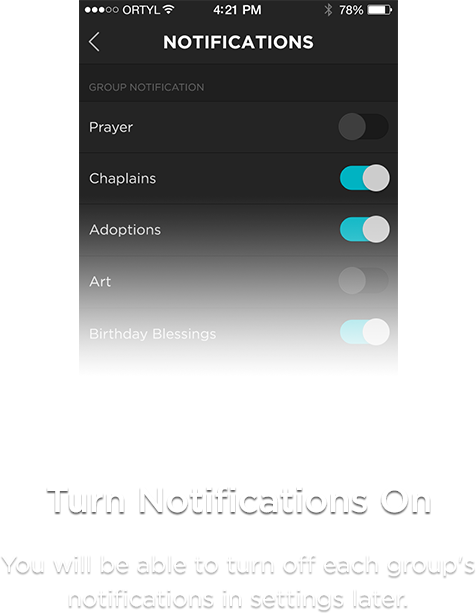 ORTYL 4:21 PM 78%
NOTIFICATIONS
GROUP NOTIFICATION
Prayer
Chaplains
Adoptions
Art
Birthday Blessings
Turn Notifications On
You will be able to turn off each group's
notifications in settings later.